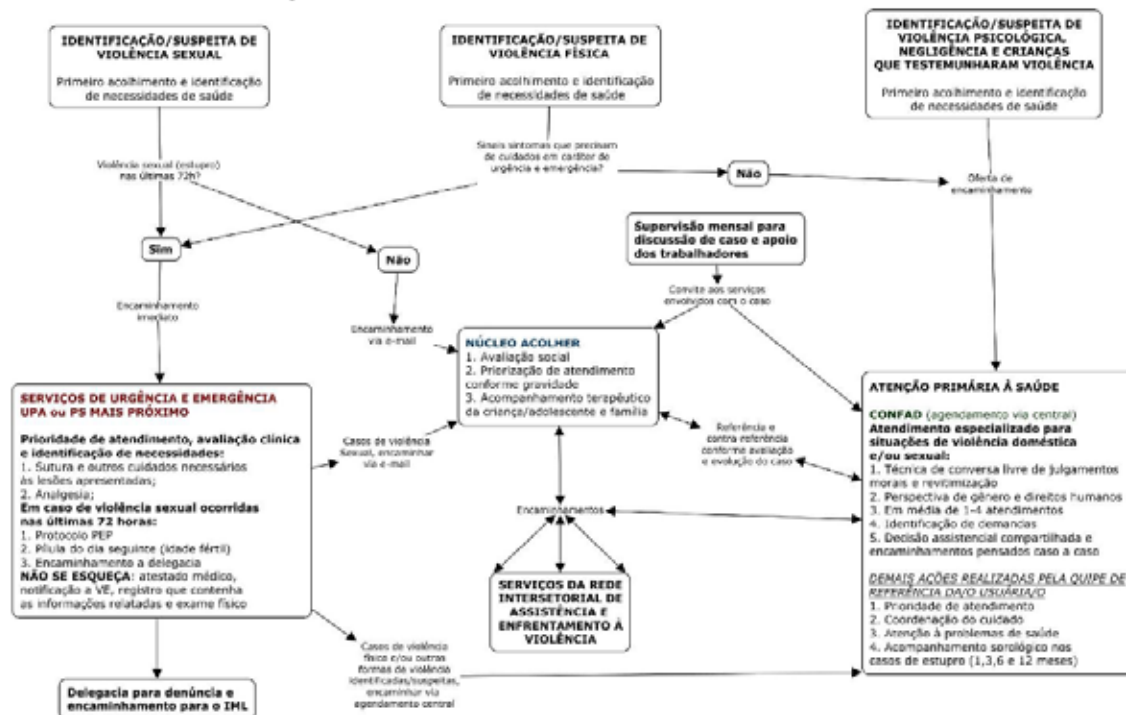 IDENTIFICAÇÃO/SUSPEITA DE
VIOLÊNCIA SEXUAL
Primeiro acolhimento e identificação
de necessidades de saúde
IDENTIFICAÇÃO/SUSPEITA DE
VIOLÊNCIA FÍSICA
Primeiro acolhimento e identificação
de necessidades de saúde
IDENTIFICAÇÃO/SUSPEITA DE
VIOLÊNCIA PSICOLÓGICA,
NEGLIGÊNCIA E CRIANÇAS
QUE TESTEMUNHARAM VIOLÊNCIA
Primeiro acolhimento e identificação
de necessidades de saúde
Violência sexual (estupro)
nas últimas 72h?
Sinais sintomas que precisam
de cuidados em caráter de
urgência e emergência?
Não
Oferta de
encaminhamento
Sim
Não
Supervisão mensal para
discussão de caso e apoio
dos trabalhadores
Encaminhamento
imediato
Encaminhamento
via e-mail
Convite aos serviços
envolvidos com o caso
NÚCLEO ACOLHER
1. Avaliação social
2. Priorização de atendimento
conforme gravidade
3. Acompanhamento terapêutico
da criança/adolescente e família
SERVIÇOS DE URGÊNCIA E EMERGÊNCIA
UPA ou PS MAIS PRÓXIMO
Prioridade de atendimento, avaliação clínica
e identificação de necessidades:
1. Sutura e outros cuidados necessários
às lesões apresentadas;
2. Analgesia;
Em caso de violência sexual ocorridas
nas últimas 72 horas:
1. Protocolo PEP
2. Pílula do dia seguinte (idade fértil)
3. Encaminhamento a delegacia
NÃO SE ESQUEÇA: atestado médico,
notificação a VE, registro que contenha
as informações relatadas e exame físico
Casos de violência
Sexual, encaminhar
via e-mail
Referência e
contra referência
conforme avaliação
e evolução do caso
Encaminhamentos
SERVIÇOS DA REDE
INTERSETORIAL DE
ASSISTÊNCIA E
ENFRENTAMENTO À
VIOLÊNCIA
ATENÇÃO PRIMÁRIA À SAÚDE
CONFAD (agendamento via central)
Atendimento especializado para
situações de violência doméstica
e/ou sexual:
1. Técnica de conversa livre de julgamentos
morais e revitimização
2. Perspectiva de gênero e direitos humanos
3. Em média de 1-4 atendimentos
4. Identificação de demandas
5. Decisão assistencial compartilhada e
encaminhamentos pensados caso a caso
DEMAIS AÇÕES REALIZADAS PELA QUIPE DE
REFERÊNCIA DA/O USUÁRIA/O
1. Prioridade de atendimento
2. Coordenação do cuidado
3. Atenção à problemas de saúde
4. Acompanhamento sorológico nos
casos de estupro (1,3,6 e 12 meses)
Casos de violência
física e/ou outras
formas de violência
identificadas/suspeitas,
encaminhar via
agendamento central
Delegacia para denúncia e
encaminhamento para o IML